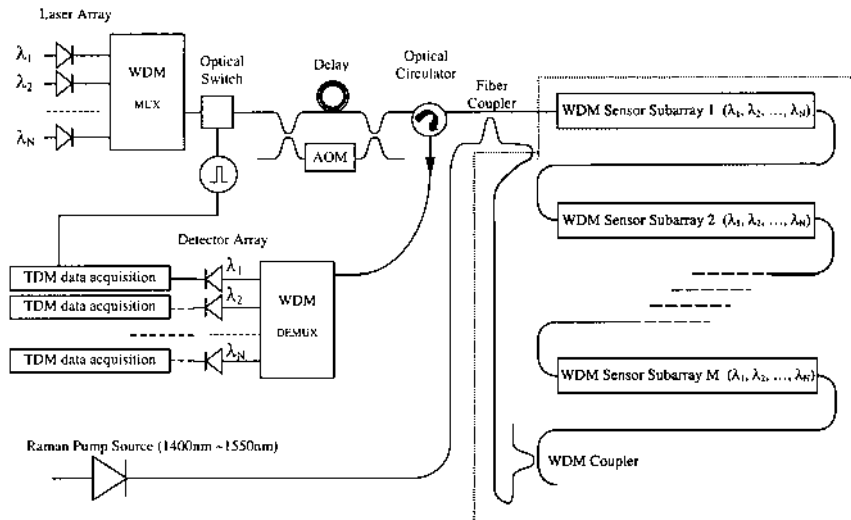 Laser Array
λ1
λ2
λN
WDM
MUX
Optical
Switch
Delay
AOM
Optical
Circulator
Fiber
Coupler
WDM Sensor Subarray 1 (λ1, λ2, ..., λN)
WDM Sensor Subarray 2 (λ1, λ2, ..., λN)
WDM Sensor Subarray M (λ1, λ2, ..., λN)
WDM Coupler
Detector Array
TDM data acquisition
TDM data acquisition
TDM data acquisition
λ1
λ2
λN
WDM
DEMUX
Raman Pump Source (1400nm ~1550nm)